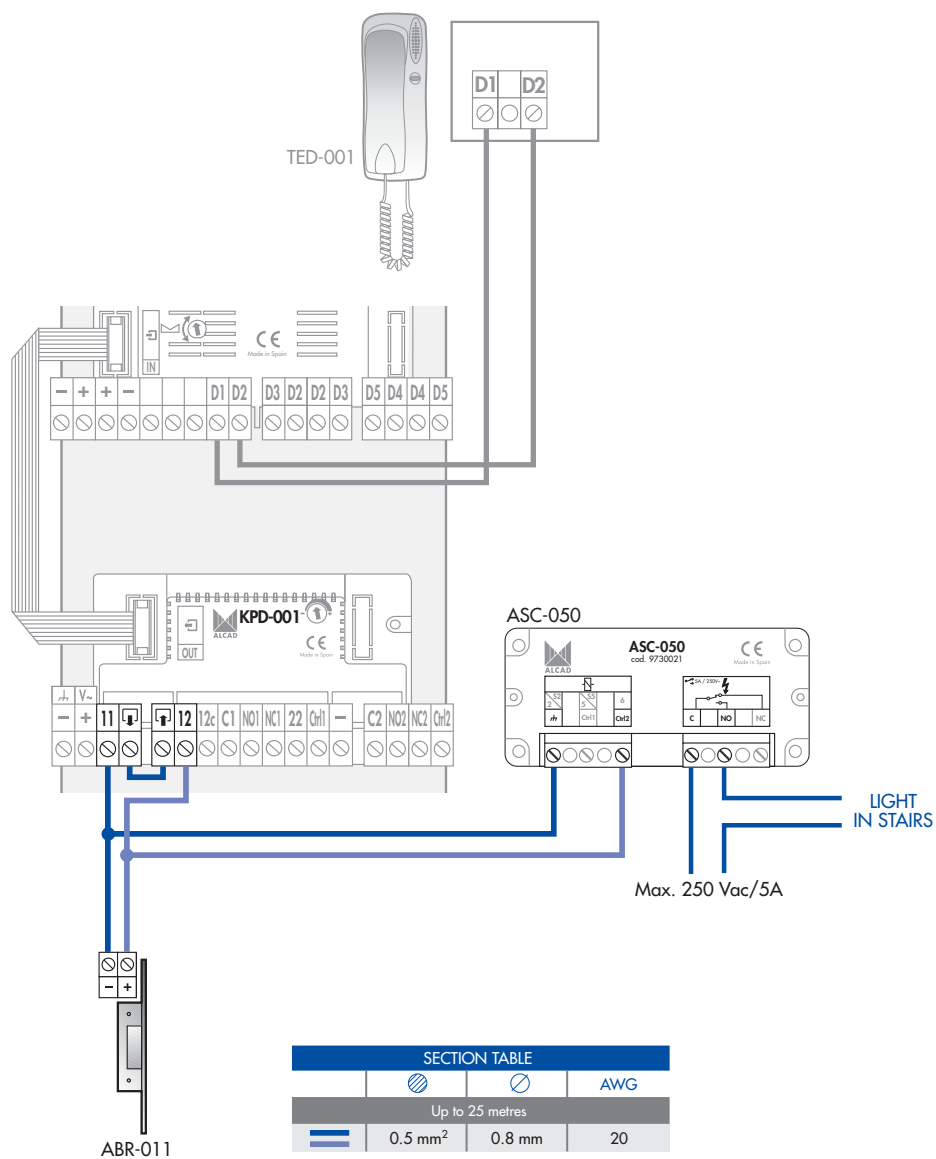 D1 D2
TED-001
IN
CE
Made in Spain
− + + − D1 D2 D3 D2 D2 D3 D5 D4 D4 D5
ALCAD
KPD-001
- +
OUT
CE
Made in Spain
V~
− + 11 12 12c C1 NO1 NC1 22 Ctrl1 − C2 NO2 NC2 Ctrl2
ASC-050
ALCAD
ASC-050
cod. 9730021
CE
Made in Spain
5A / 250V~
2 S2 5 S5 6
Ctrl1 Ctrl2
C NO NC
LIGHT
IN STAIRS
Max. 250 Vac/5A
− +
ABR-011
SECTION TABLE
AWG
Up to 25 metres
0.5 mm² 0.8 mm 20